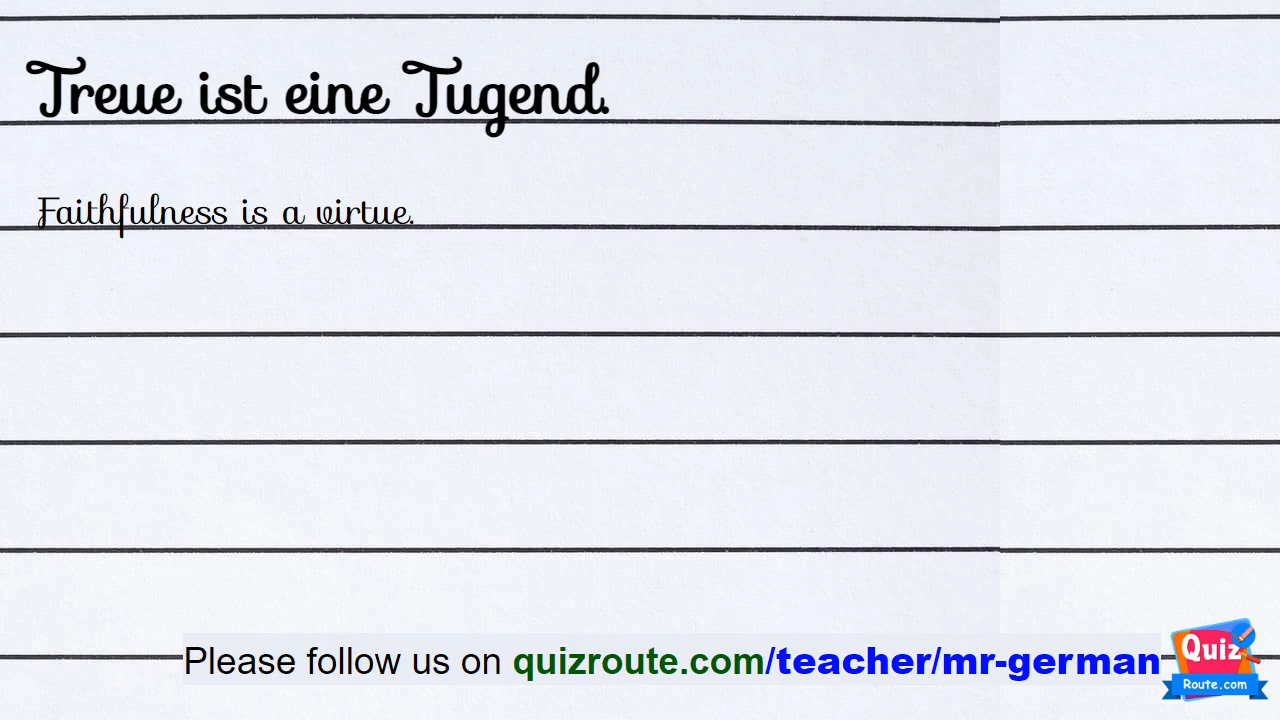 Treue ist eine Tugend.
Faithfulness is a virtue.
Please follow us on quizroute.com/teacher/mr-german
Quiz
Route.com